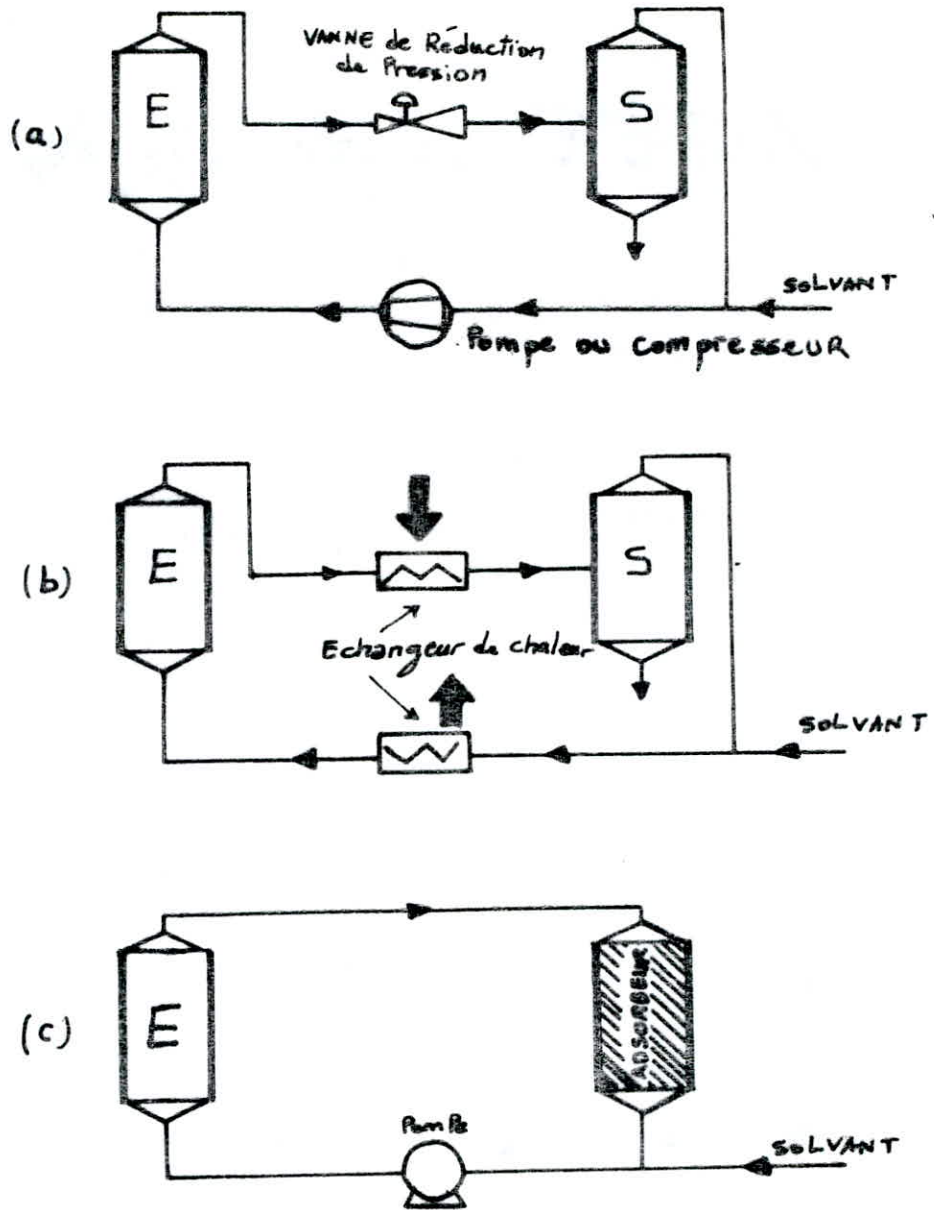 (a)
E
VANNE de Réduction
de Pression
S
SOLVANT
Pompe ou compresseur
(b)
E
S
Echangeur de chaleur
SOLVANT
(c)
E
ADSORBEUR
PomPe
SOLVANT